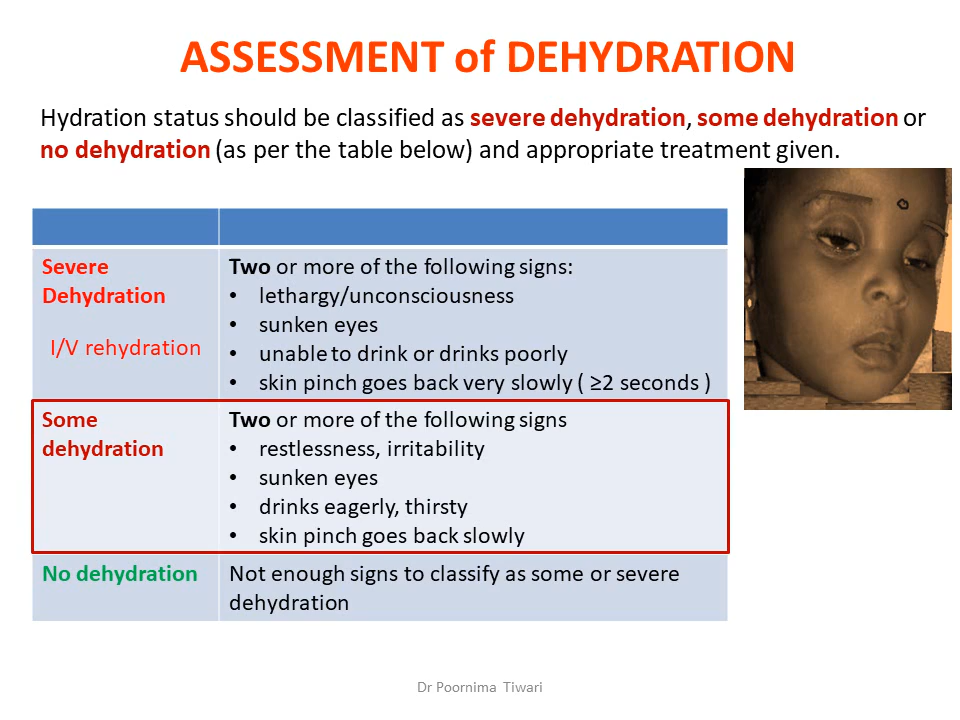 ASSESSMENT of DEHYDRATION
Hydration status should be classified as severe dehydration, some dehydration or
no dehydration (as per the table below) and appropriate treatment given.
Severe
Dehydration
I/V rehydration
Two or more of the following signs:
• lethargy/unconsciousness
• sunken eyes
• unable to drink or drinks poorly
• skin pinch goes back very slowly ( ≥2 seconds )
Some
dehydration
Two or more of the following signs
• restlessness, irritability
• sunken eyes
• drinks eagerly, thirsty
• skin pinch goes back slowly
No dehydration
Not enough signs to classify as some or severe
dehydration
Dr Poornima Tiwari